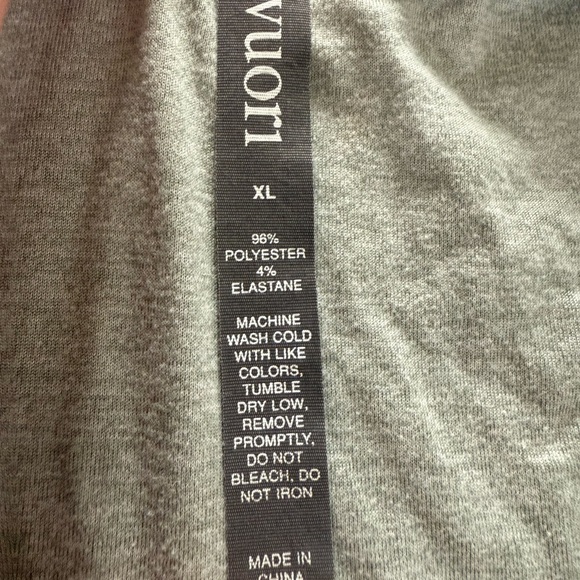 vuori
XL
96%
POLYESTER
4%
ELASTANE
MACHINE
WASH COLD
WITH LIKE
COLORS,
TUMBLE
DRY LOW,
REMOVE
PROMPTLY,
DO NOT
BLEACH, DO
NOT IRON
MADE IN
CHINA